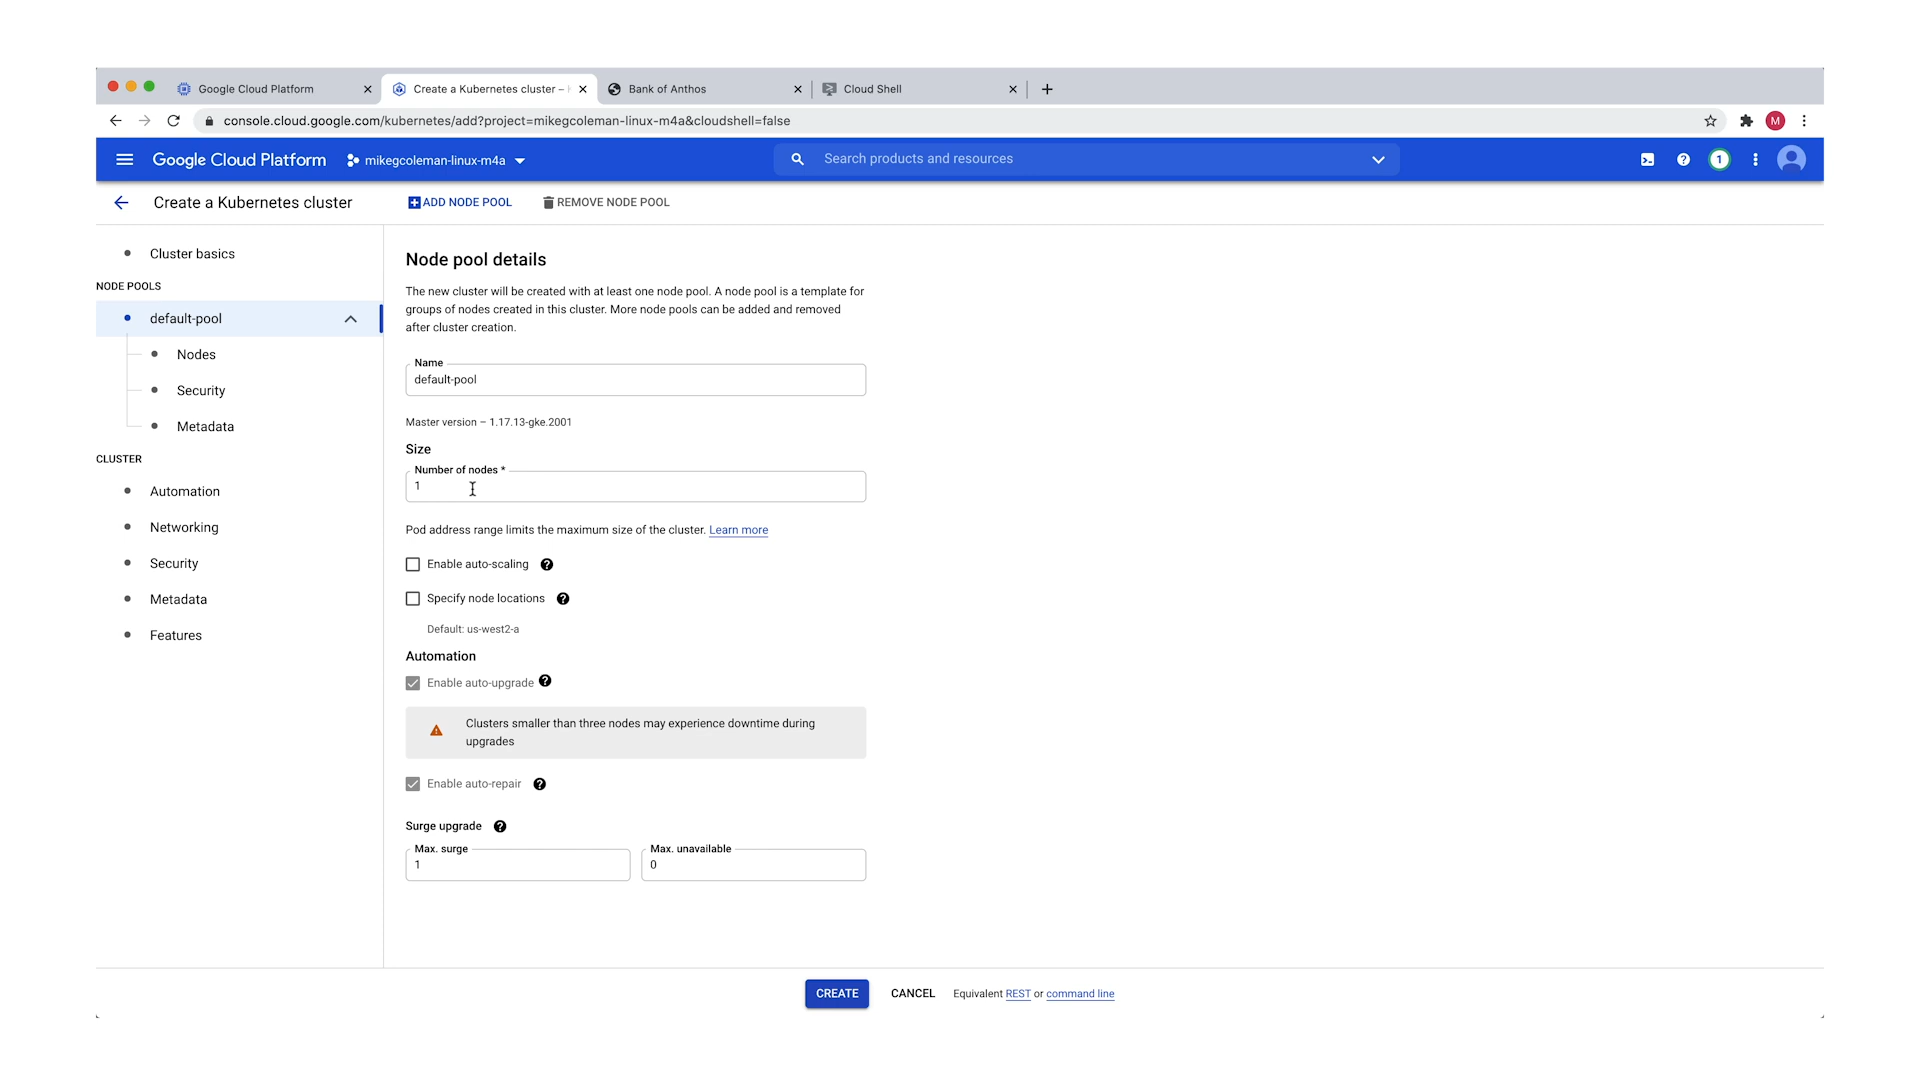 Google Cloud Platform
Create a Kubernetes cluster –
Bank of Anthos
Cloud Shell
console.cloud.google.com/kubernetes/add?project=mikegcoleman-linux-m4a&cloudshell=false
M
Google Cloud Platform
mikegcoleman-linux-m4a
Search products and resources
1
Create a Kubernetes cluster
ADD NODE POOL
REMOVE NODE POOL
Cluster basics
NODE POOLS
default-pool
Nodes
Security
Metadata
CLUSTER
Automation
Networking
Security
Metadata
Features
Node pool details
The new cluster will be created with at least one node pool. A node pool is a template for
groups of nodes created in this cluster. More node pools can be added and removed
after cluster creation.
Name
default-pool
Master version – 1.17.13-gke.2001
Size
Number of nodes *
1
Pod address range limits the maximum size of the cluster. Learn more
Enable auto-scaling
Specify node locations
Default: us-west2-a
Automation
Enable auto-upgrade
Clusters smaller than three nodes may experience downtime during
upgrades
Enable auto-repair
Surge upgrade
Max. surge
1
Max. unavailable
0
CREATE
CANCEL
Equivalent REST or command line